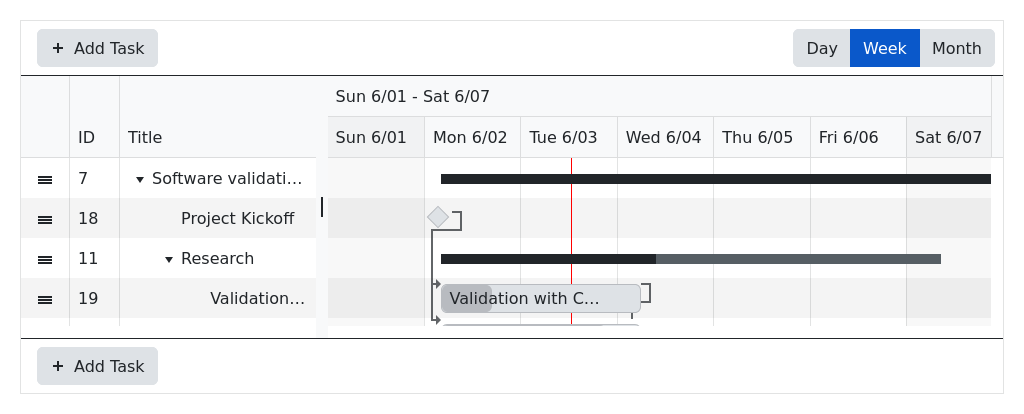 + Add Task
Day Week Month
Sun 6/01 - Sat 6/07
ID Title Sun 6/01 Mon 6/02 Tue 6/03 Wed 6/04 Thu 6/05 Fri 6/06 Sat 6/07
7 Software validati...
18 Project Kickoff
11 Research
19 Validation... Validation with C...
+ Add Task